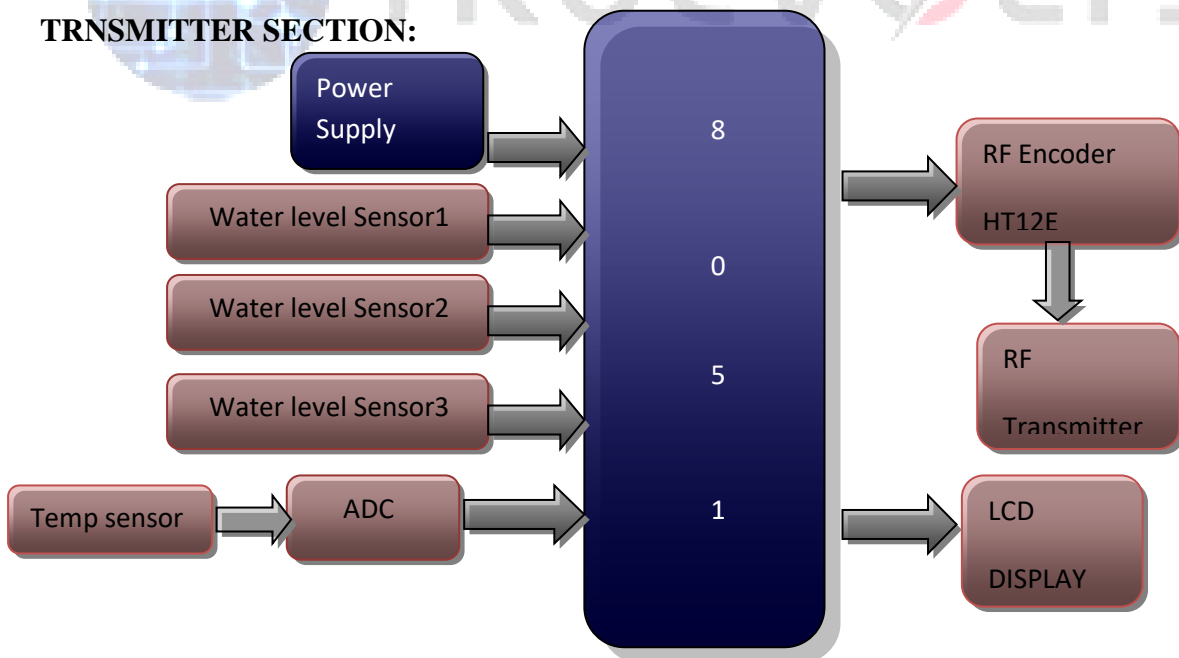 TRNSMITTER SECTION:
Power
Supply
Water level Sensor1
Water level Sensor2
Water level Sensor3
Temp sensor
ADC
8
0
5
1
RF Encoder
HT12E
RF
Transmitter
LCD
DISPLAY